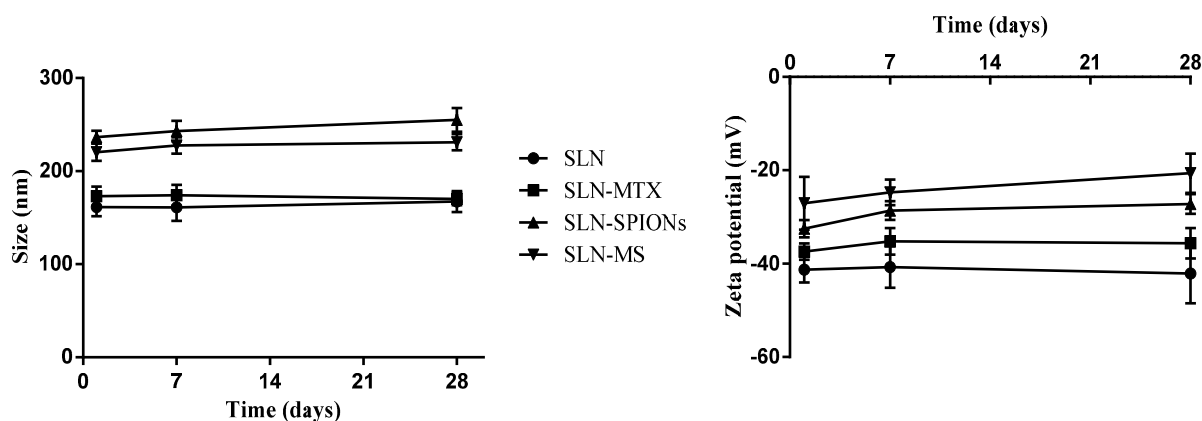 300
200
100
0
Size (nm)
0 7 14 21 28
Time (days)
SLN
SLN-MTX
SLN-SPIONs
SLN-MS
Time (days)
0 7 14 21 28
-0
-20
-40
-60
Zeta potential (mV)